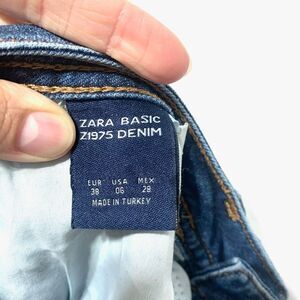 ZARA BASIC
Z1975 DENIM
EUR USA MEX
38 06 28
MADE IN TURKEY